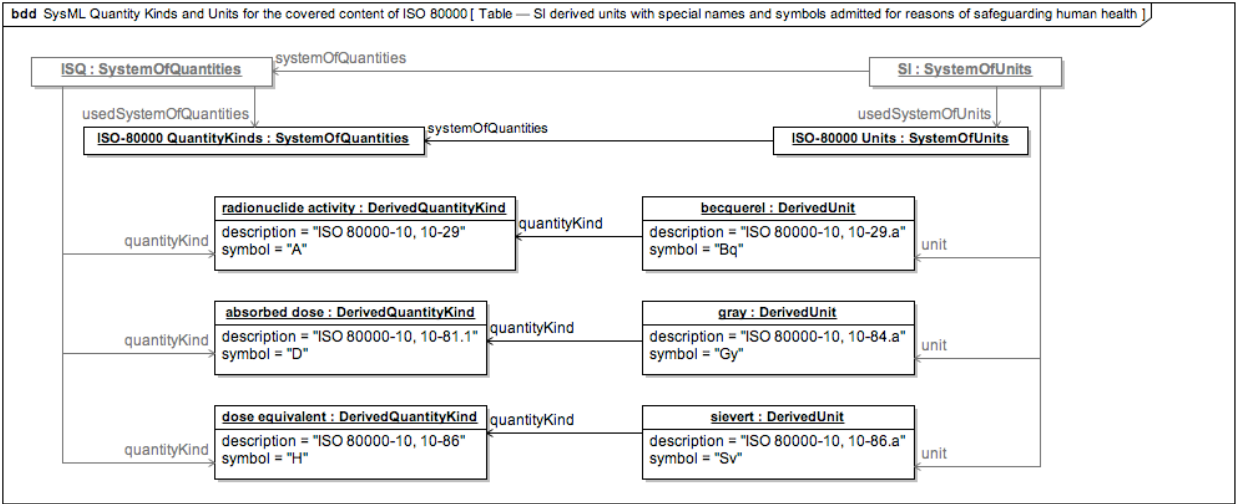 bdd SysML Quantity Kinds and Units for the covered content of ISO 80000 [ Table — SI derived units with special names and symbols admitted for reasons of safeguarding human health ]
ISQ : SystemOfQuantities
systemOfQuantities
SI : SystemOfUnits
usedSystemOfQuantities
usedSystemOfUnits
ISO-80000 QuantityKinds : SystemOfQuantities
systemOfQuantities
ISO-80000 Units : SystemOfUnits
radionuclide activity : DerivedQuantityKind
description = "ISO 80000-10, 10-29"
symbol = "A"
quantityKind
quantityKind
becquerel : DerivedUnit
description = "ISO 80000-10, 10-29.a"
symbol = "Bq"
unit
absorbed dose : DerivedQuantityKind
description = "ISO 80000-10, 10-81.1"
symbol = "D"
quantityKind
quantityKind
gray : DerivedUnit
description = "ISO 80000-10, 10-84.a"
symbol = "Gy"
unit
dose equivalent : DerivedQuantityKind
description = "ISO 80000-10, 10-86"
symbol = "H"
quantityKind
quantityKind
sievert : DerivedUnit
description = "ISO 80000-10, 10-86.a"
symbol = "Sv"
unit